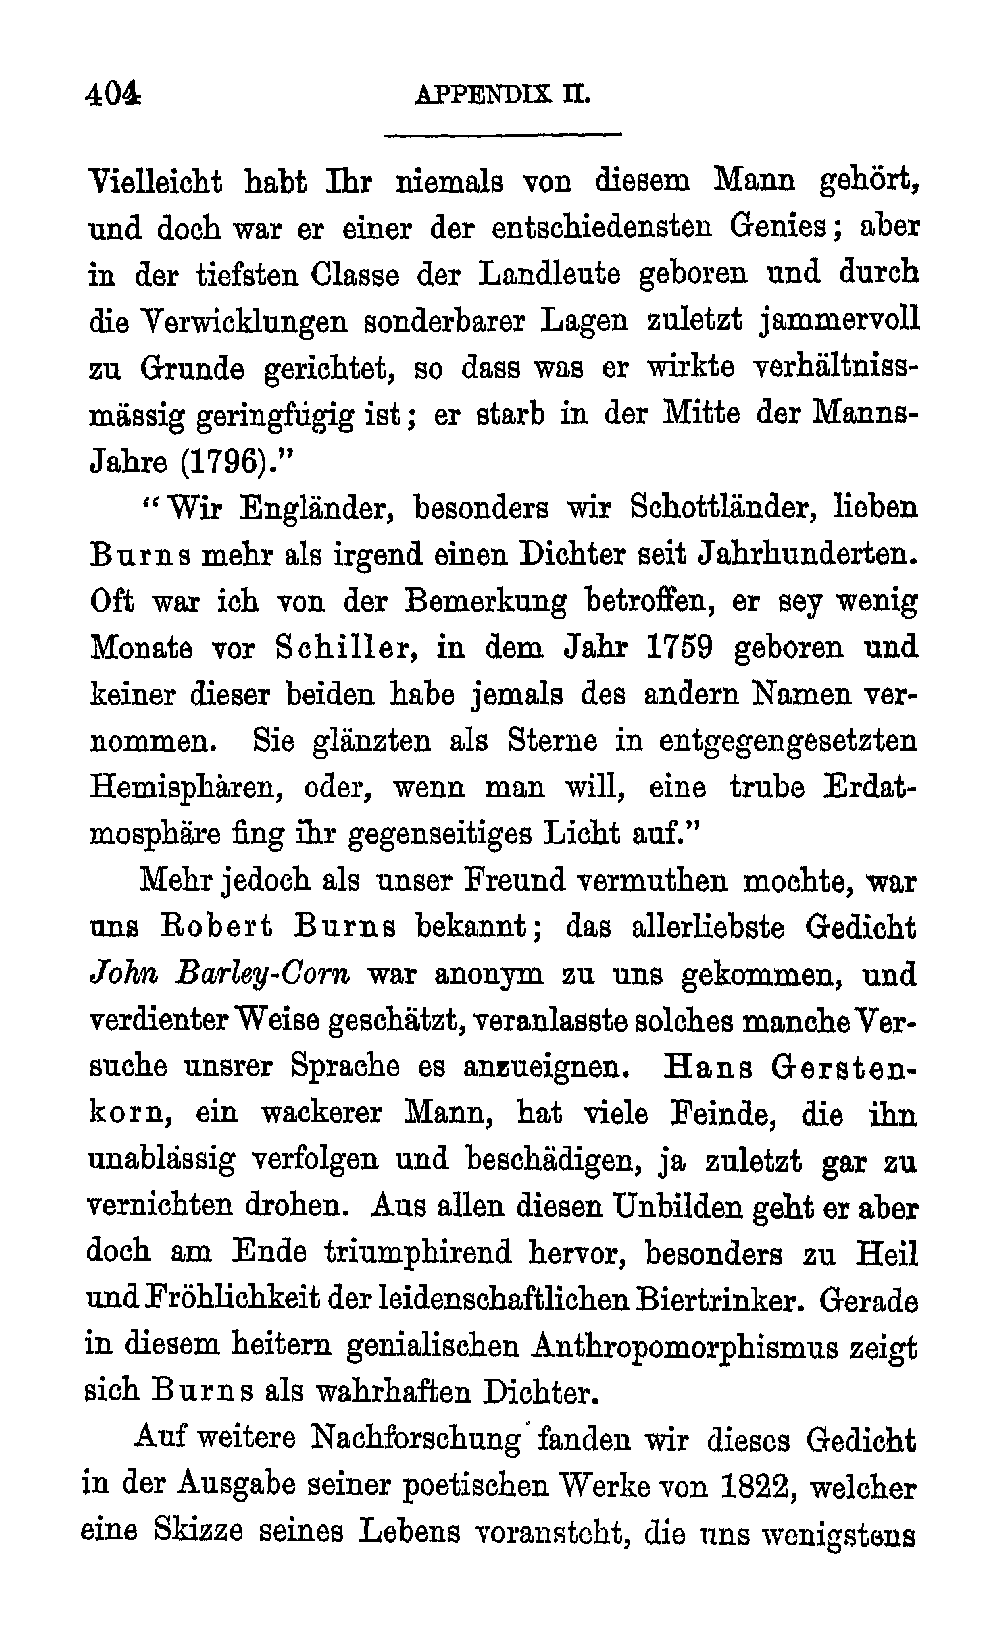 404 APPENDIX II.
Vielleicht habt Ihr niemals von diesem Mann gehört,
und doch war er einer der entschiedensten Genies; aber
in der tiefsten Classe der Landleute geboren und durch
die Verwicklungen sonderbarer Lagen zuletzt jammervoll
zu Grunde gerichtet, so dass was er wirkte verhältniss-
mässig geringfügig ist; er starb in der Mitte der Manns-
Jahre (1796)."
"Wir Engländer, besonders wir Schottländer, lieben
Burns mehr als irgend einen Dichter seit Jahrhunderten.
Oft war ich von der Bemerkung betroffen, er sey wenig
Monate vor Schiller, in dem Jahr 1759 geboren und
keiner dieser beiden habe jemals des andern Namen ver-
nommen. Sie glänzten als Sterne in entgegengesetzten
Hemisphären, oder, wenn man will, eine trube Erdat-
mosphäre fing ihr gegenseitiges Licht auf."
Mehr jedoch als unser Freund vermuthen mochte, war
uns Robert Burns bekannt; das allerliebste Gedicht
John Barley-Corn war anonym zu uns gekommen, und
verdienter Weise geschätzt, veranlasste solches manche Ver-
suche unsrer Sprache es anzueignen. Hans Gersten-
korn, ein wackerer Mann, hat viele Feinde, die ihn
unablässig verfolgen und beschädigen, ja zuletzt gar zu
vernichten drohen. Aus allen diesen Unbilden geht er aber
doch am Ende triumphirend hervor, besonders zu Heil
und Fröhlichkeit der leidenschaftlichen Biertrinker. Gerade
in diesem heitern genialischen Anthropomorphismus zeigt
sich Burns als wahrhaften Dichter.
Auf weitere Nachforschung fanden wir dieses Gedicht
in der Ausgabe seiner poetischen Werke von 1822, welcher
eine Skizze seines Lebens voransteht, die uns wenigstens